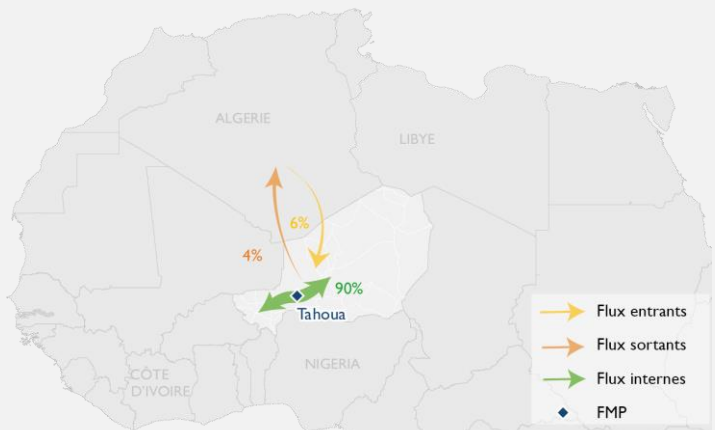 ALGERIE
LIBYE
6%
4%
90%
Tahoua
NIGERIA
CÔTE
D'IVOIRE
Flux entrants
Flux sortants
Flux internes
FMP